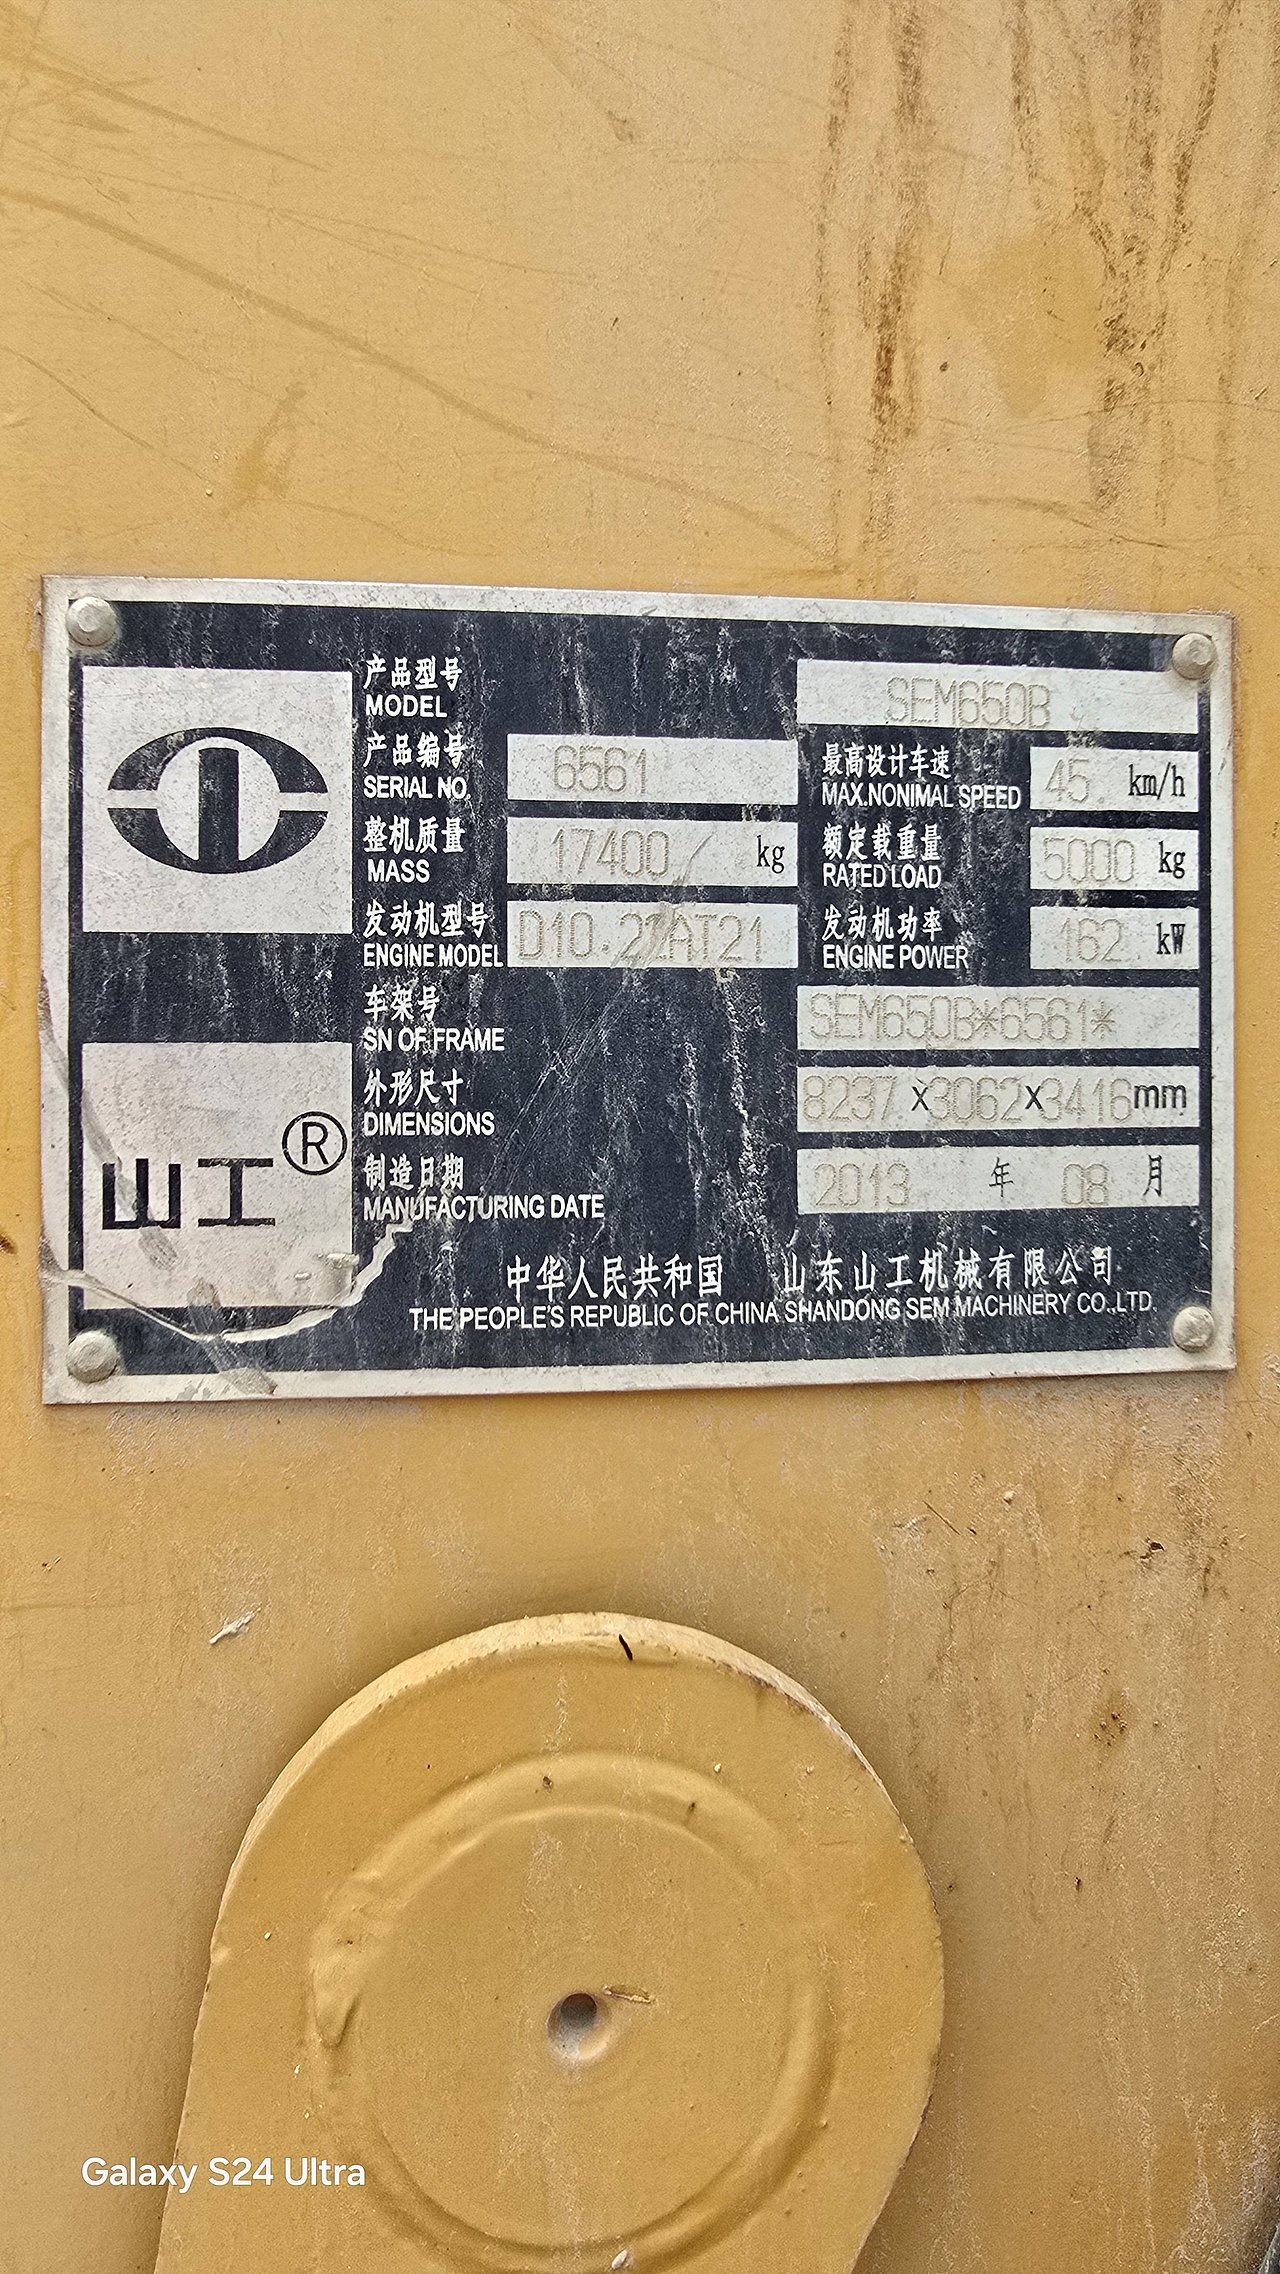 产品型号 SEM650B
MODEL
产品编号 6561 最高设计车速 45 km/h
SERIAL NO. MAX.NONIMAL SPEED
整机质量 17400 kg 额定载重量 5000 kg
MASS RATED LOAD
发动机型号 D10.22AT21 发动机功率 162 kW
ENGINE MODEL ENGINE POWER
车架号 SEM650B*6561*
SN OF FRAME
外形尺寸 8237 x3062x3416mm
DIMENSIONS
制造日期 2013 年 08 月
MANUFACTURING DATE
山工®
中华人民共和国 山东山工机械有限公司
THE PEOPLE'S REPUBLIC OF CHINA SHANDONG SEM MACHINERY CO.,LTD.
Galaxy S24 Ultra